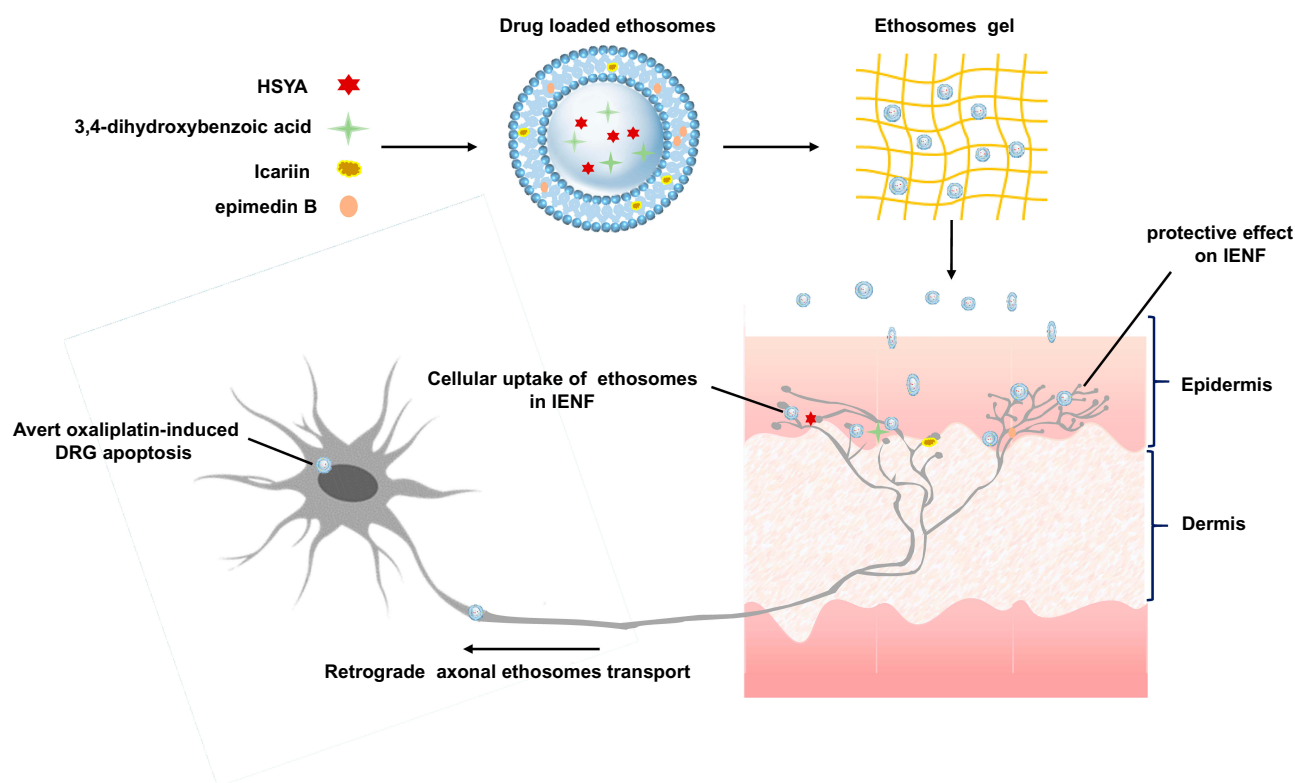 Drug loaded ethosomes
Ethosomes gel
HSYA
3,4-dihydroxybenzoic acid
Icariin
epimedin B
protective effect
on IENF
Cellular uptake of ethosomes
in IENF
Epidermis
Avert oxaliplatin-induced
DRG apoptosis
Dermis
Retrograde axonal ethosomes transport